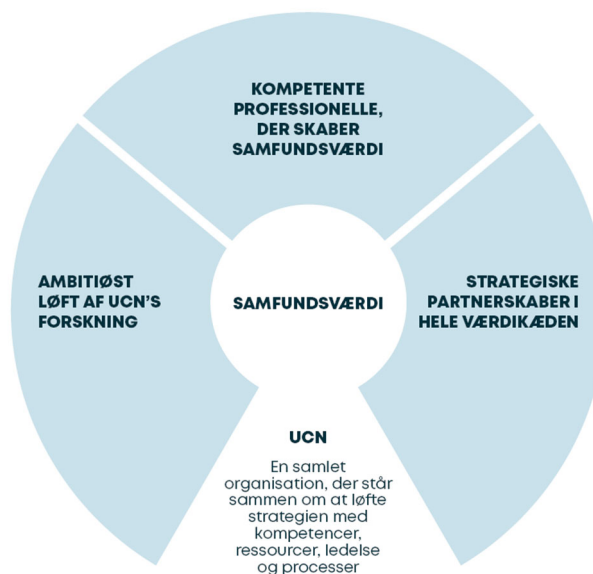 KOMPETENTE
PROFESSIONELLE,
DER SKABER
SAMFUNDSVÆRDI
AMBITIØST
LØFT AF UCN'S
FORSKNING
SAMFUNDSVÆRDI
STRATEGISKE
PARTNERSKABER I
HELE VÆRDIKÆDEN
UCN
En samlet
organisation, der står
sammen om at løfte
strategien med
kompetencer,
ressourcer, ledelse
og processer